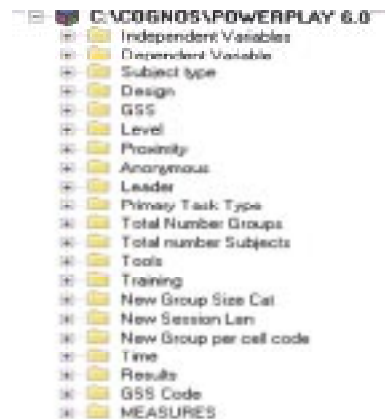 C:\COGNOS\POWERPLAY 6.0
Independent Variables
Dependent Variable
Subject type
Design
GSS
Level
Proximity
Anonymous
Leader
Primary Task Type
Total Number Groups
Total number Subjects
Tools
Training
New Group Size Cat
New Session Len
New Group per cell code
Time
Results
GSS Code
MEASURES